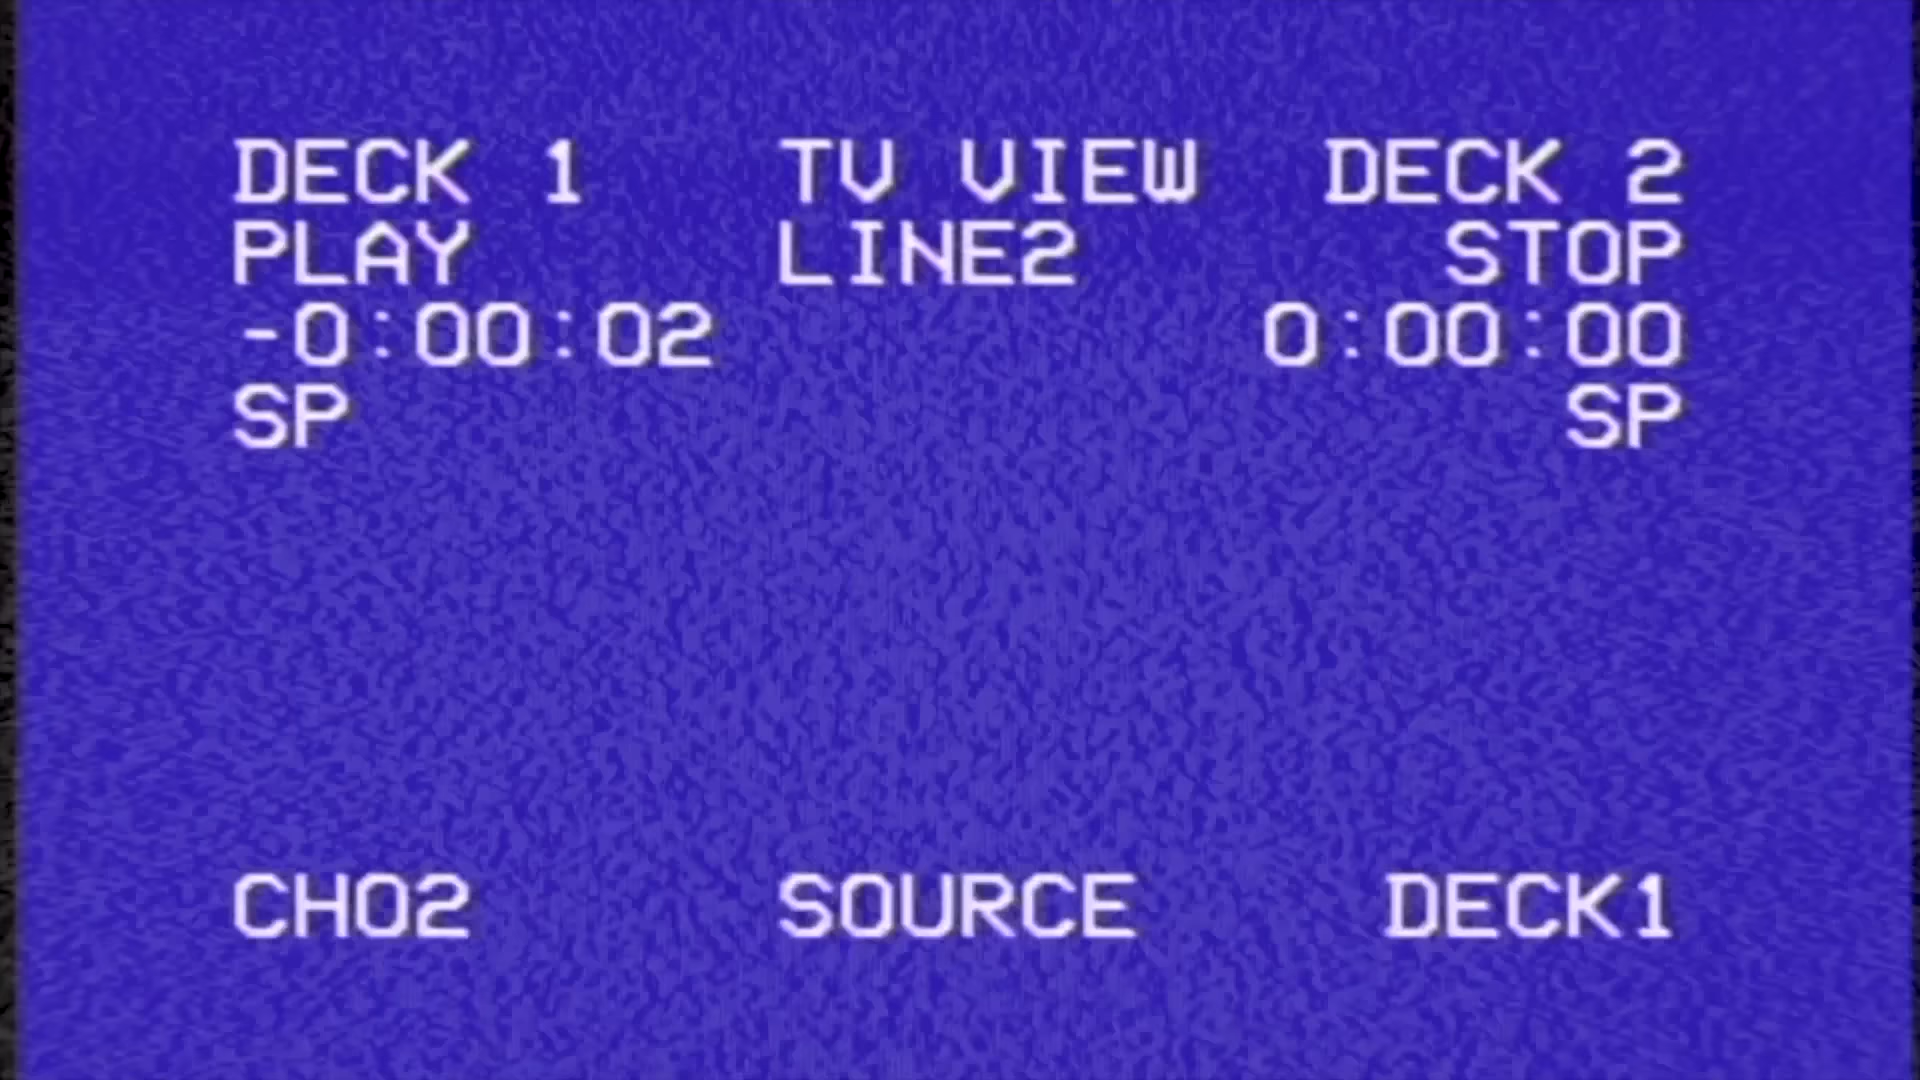 DECK 1 TV VIEW DECK 2
PLAY LINE2 STOP
-0:00:02 0:00:00
SP SP
CH02 SOURCE DECK1